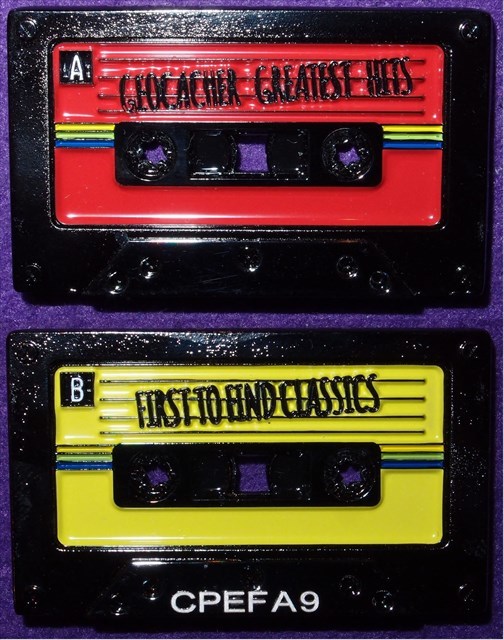 A
GEOCACHER GREATEST HITS
B
FIRST TO FIND CLASSICS
CPEFA9